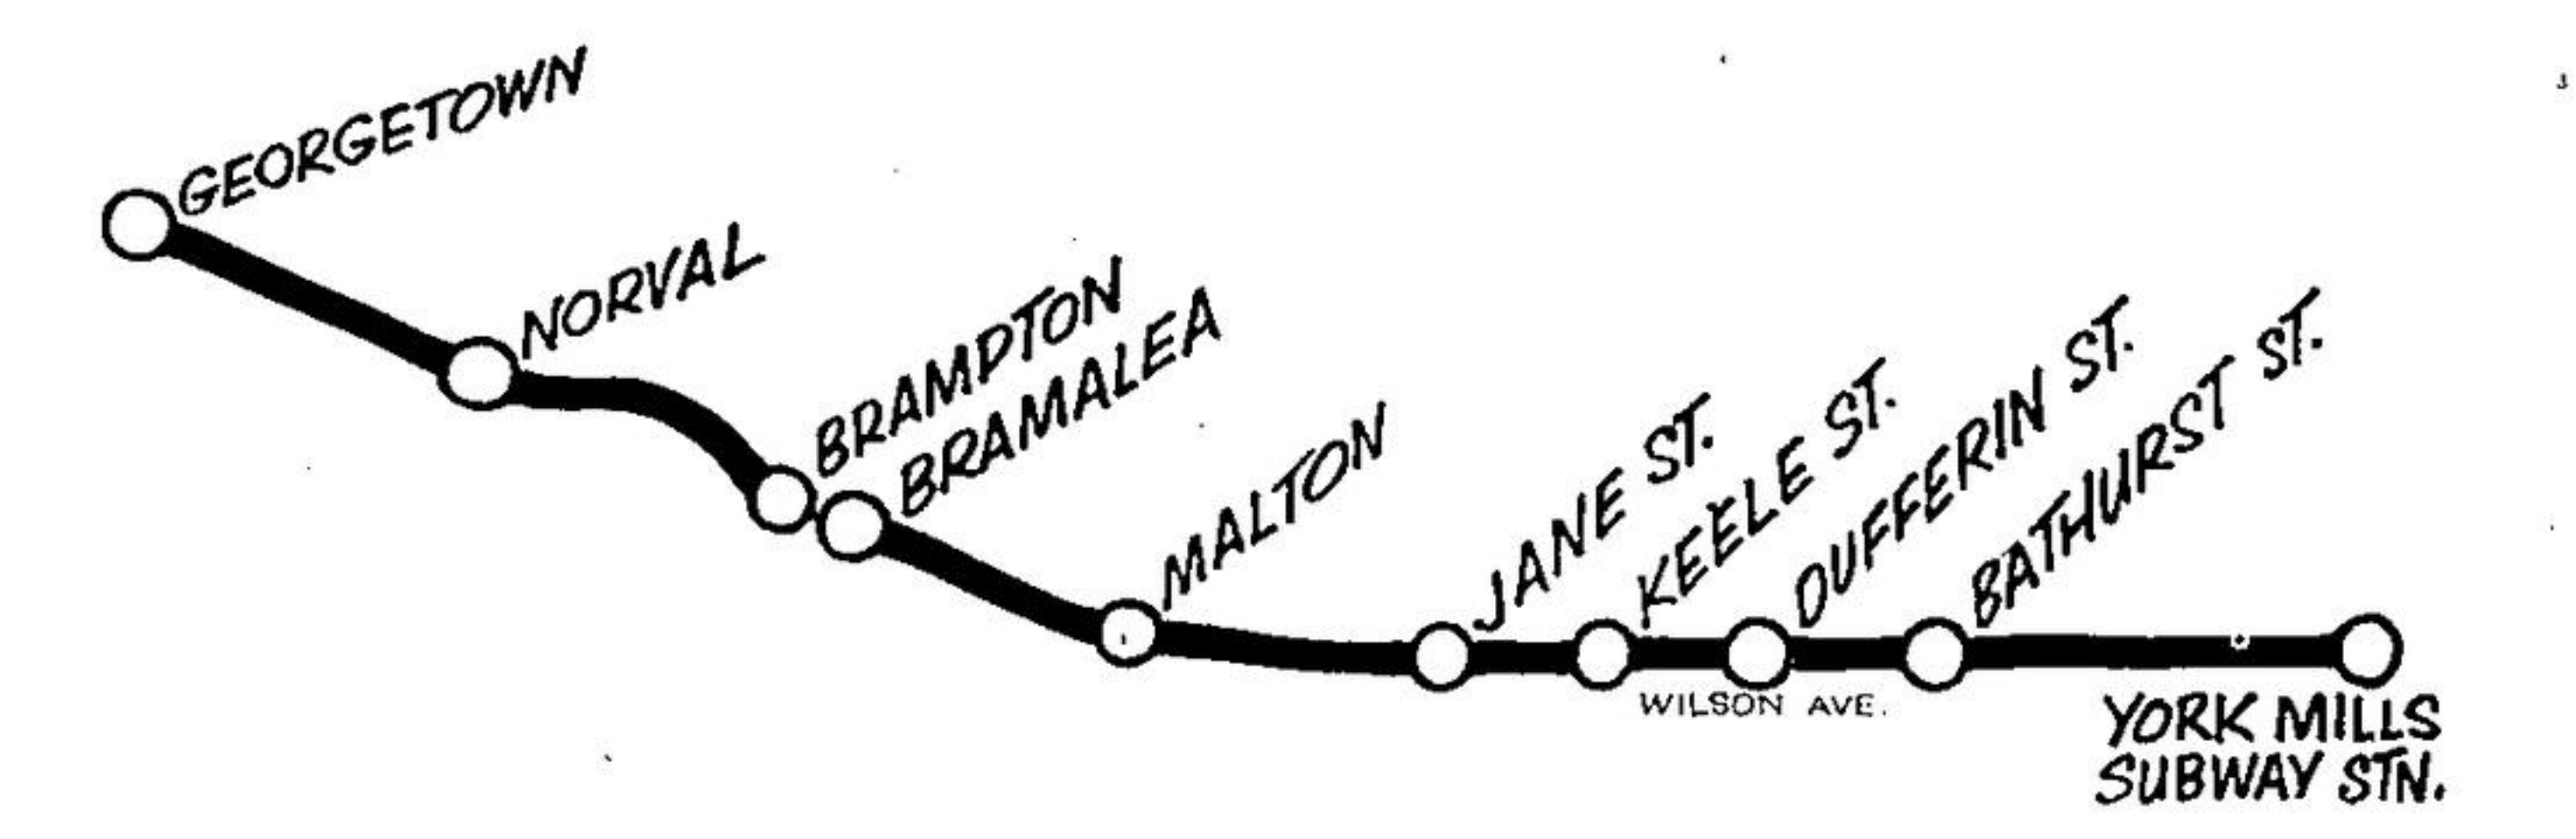 GEORGETOWN
NORVAL
BRAMPTON
BRAMALEA
MALTON
JANE ST.
KEELE ST.
DUFFERIN ST.
BATHURST ST.
WILSON AVE.
YORK MILLS
SUBWAY STN.